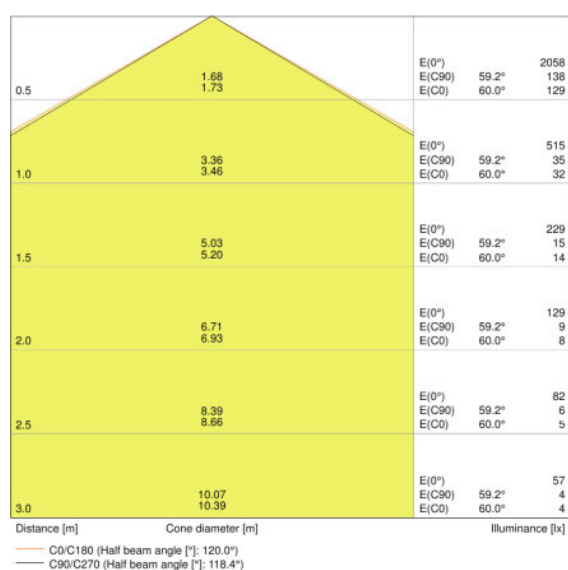 E(0°) 2058
1.68 E(C90) 59.2° 138
0.5 1.73 E(C0) 60.0° 129
E(0°) 515
3.36 E(C90) 59.2° 35
1.0 3.46 E(C0) 60.0° 32
E(0°) 229
5.03 E(C90) 59.2° 15
1.5 5.20 E(C0) 60.0° 14
E(0°) 129
6.71 E(C90) 59.2° 9
2.0 6.93 E(C0) 60.0° 8
E(0°) 82
8.39 E(C90) 59.2° 6
2.5 8.66 E(C0) 60.0° 5
E(0°) 57
10.07 E(C90) 59.2° 4
3.0 10.39 E(C0) 60.0° 4
Distance [m] Cone diameter [m] Illuminance [lx]
C0/C180 (Half beam angle [°]: 120.0°)
C90/C270 (Half beam angle [°]: 118.4°)